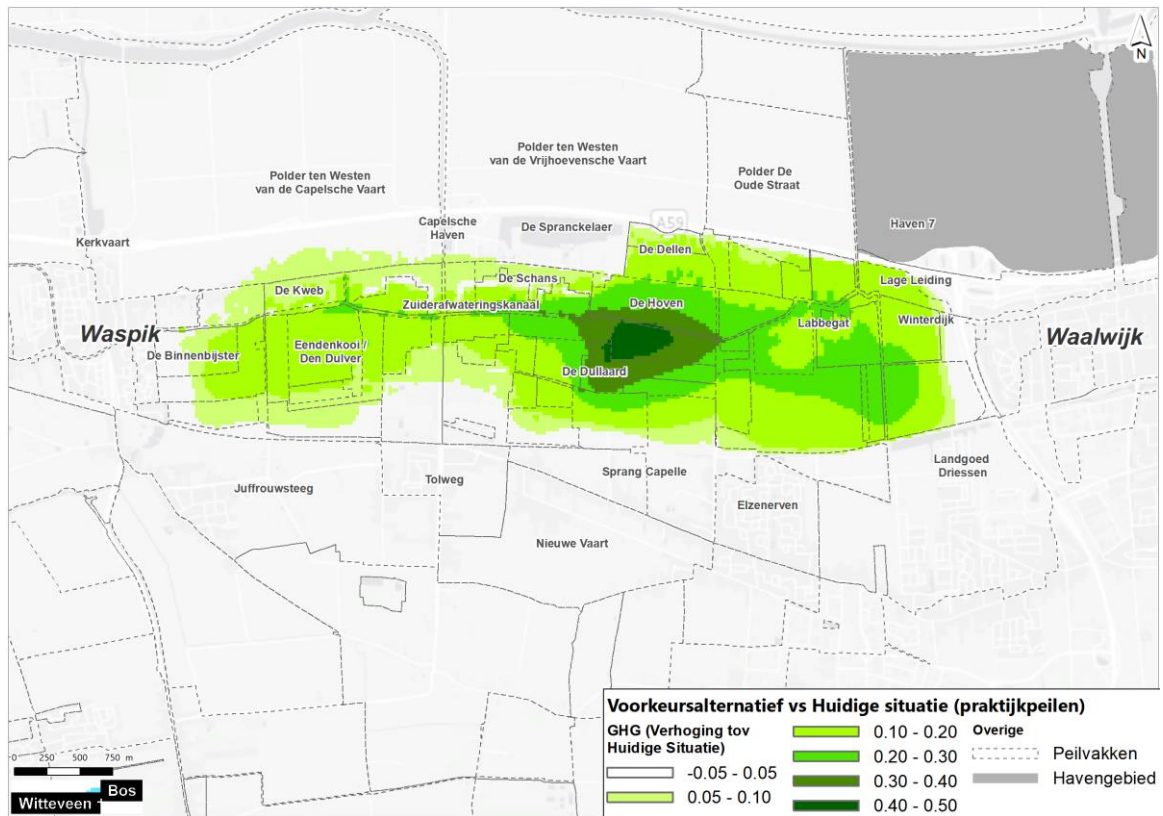 N
Polder ten Westen
van de Vrijhoevensche Vaart
Polder ten Westen
van de Capelsche Vaart
Polder De
Oude Straat
Kerkvaart
Capelsche
Haven
De Spranckelaer
A59
Haven 7
De Dellen
De Kweb
De Schans
Lage Leiding
Zuiderafwateringskanaal
De Hoven
Labbegat
Winterdijk
Waspik
Waalwijk
De Binnenbijster
Eendenkooi /
Den Dulver
De Dullaard
Juffrouwsteeg
Tolweg
Sprang Capelle
Landgoed
Driessen
Elzenerven
Nieuwe Vaart
0 250 500 750 m
Witteveen + Bos
Voorkeursalternatief vs Huidige situatie (praktijkpeilen)
GHG (Verhoging tov
Huidige Situatie)
-0.05 - 0.05
0.05 - 0.10
0.10 - 0.20
0.20 - 0.30
0.30 - 0.40
0.40 - 0.50
Overige
Peilvakken
Havengebied